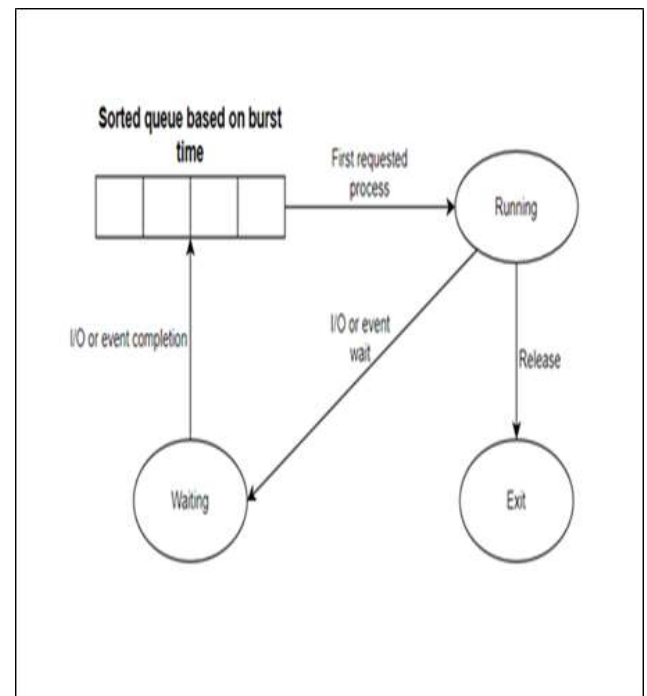 Sorted queue based on burst
time
First requested
process
Running
I/O or event completion
I/O or event
wait
Release
Waiting
Exit